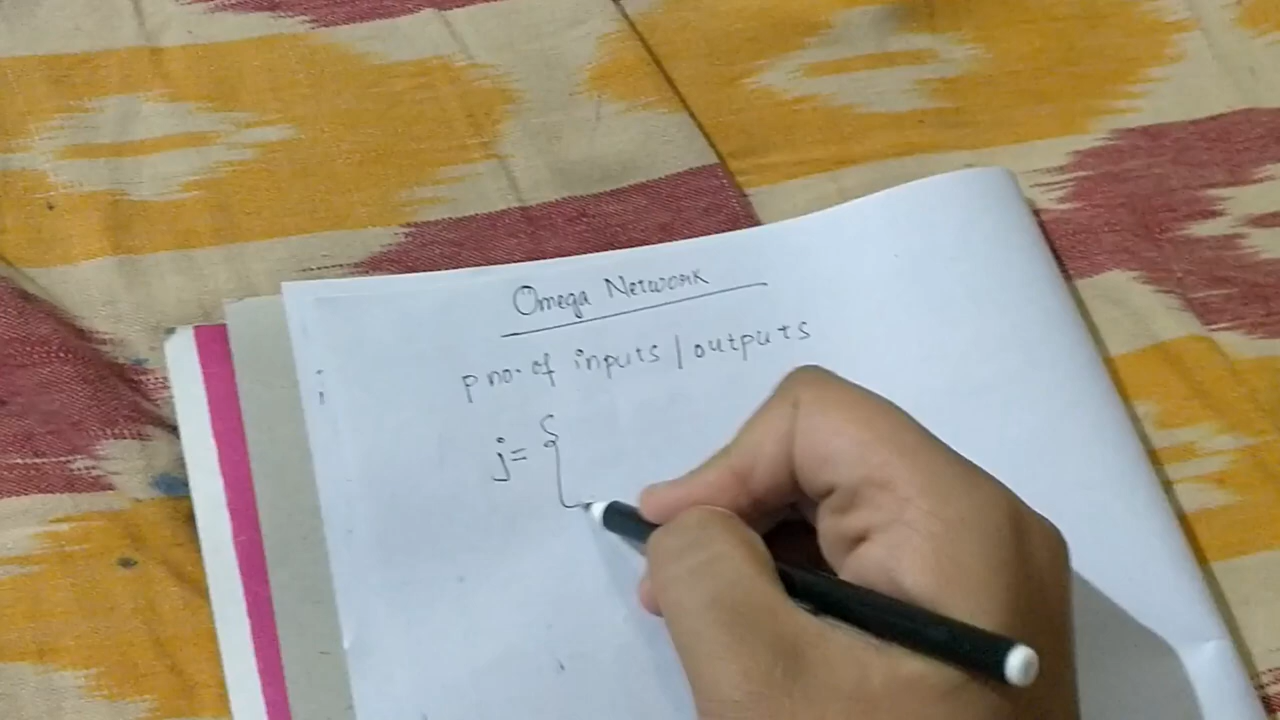 Omega Network
p no. of inputs / outputs
j= {